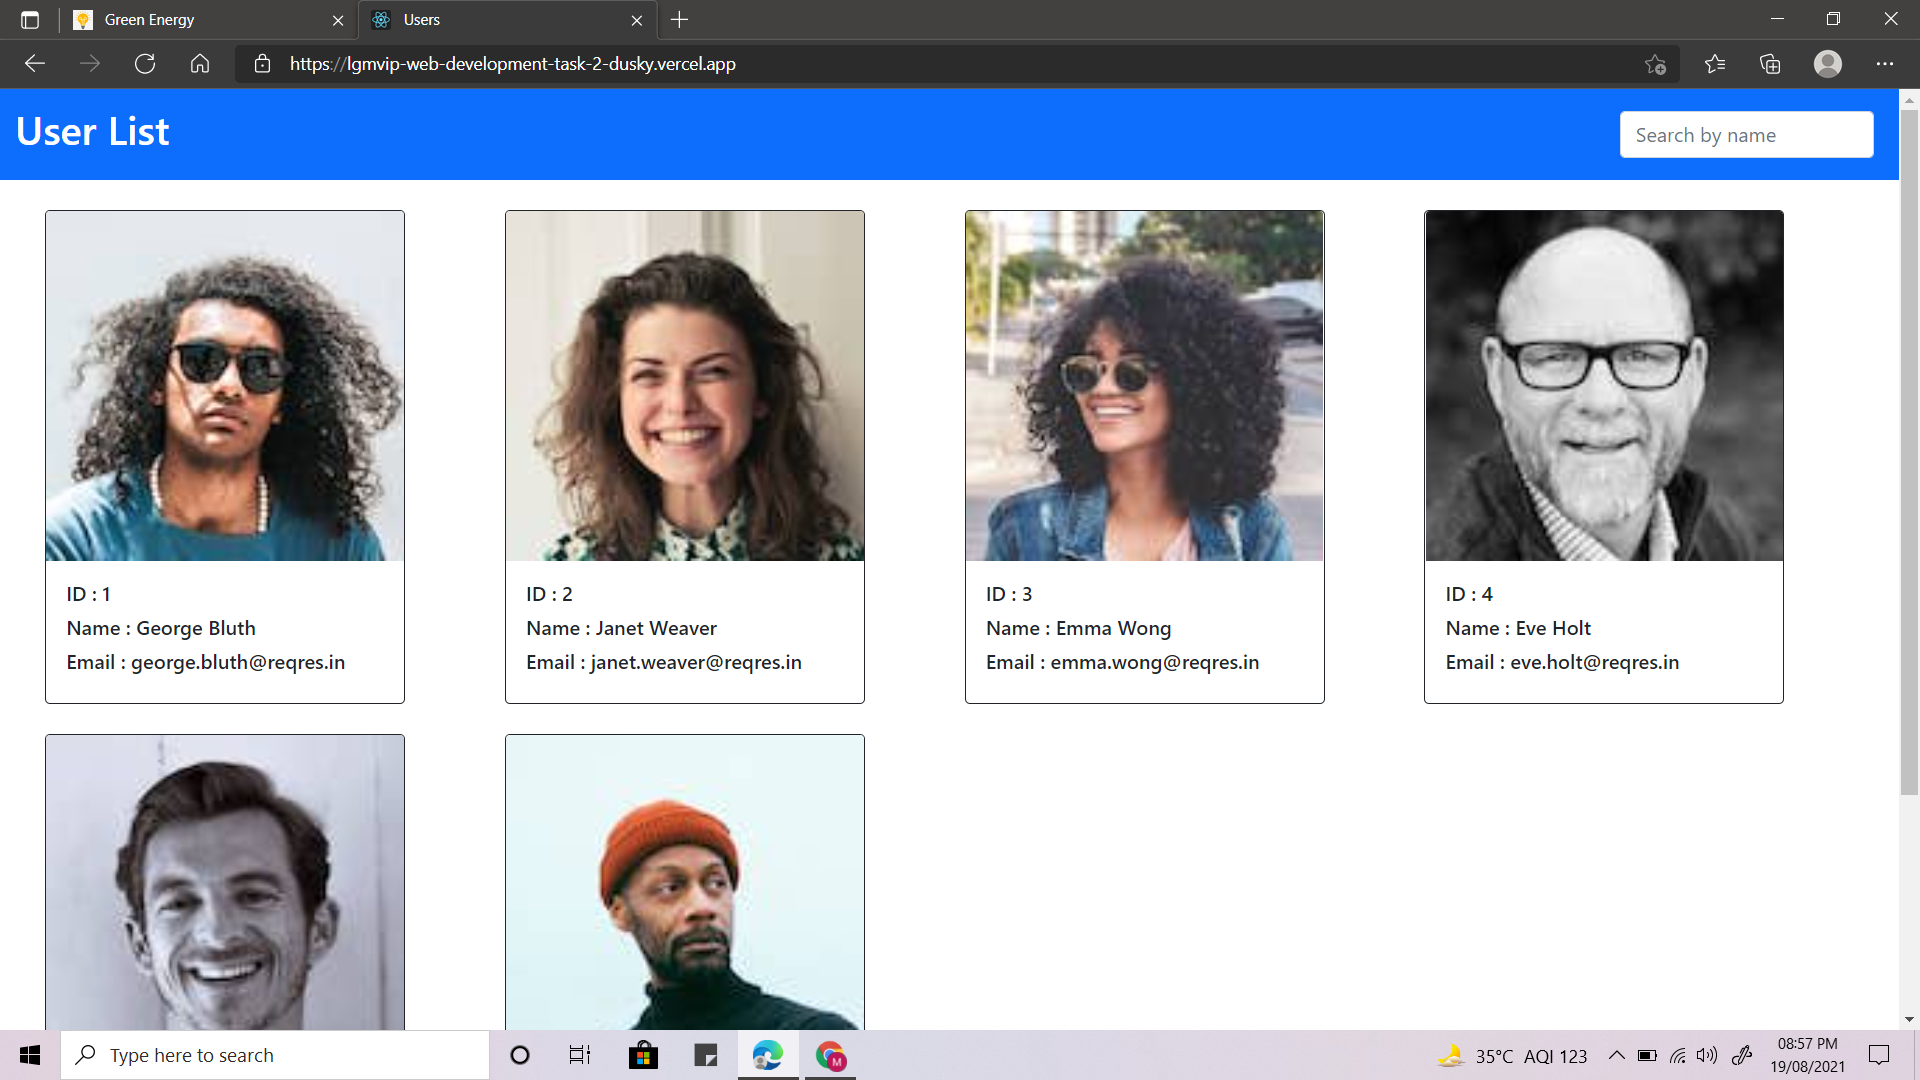 Green Energy
Users
https://lgmvip-web-development-task-2-dusky.vercel.app
User List
Search by name
ID : 1
Name : George Bluth
Email : george.bluth@reqres.in
ID : 2
Name : Janet Weaver
Email : janet.weaver@reqres.in
ID : 3
Name : Emma Wong
Email : emma.wong@reqres.in
ID : 4
Name : Eve Holt
Email : eve.holt@reqres.in
Type here to search
M
35°C AQI 123
08:57 PM
19/08/2021